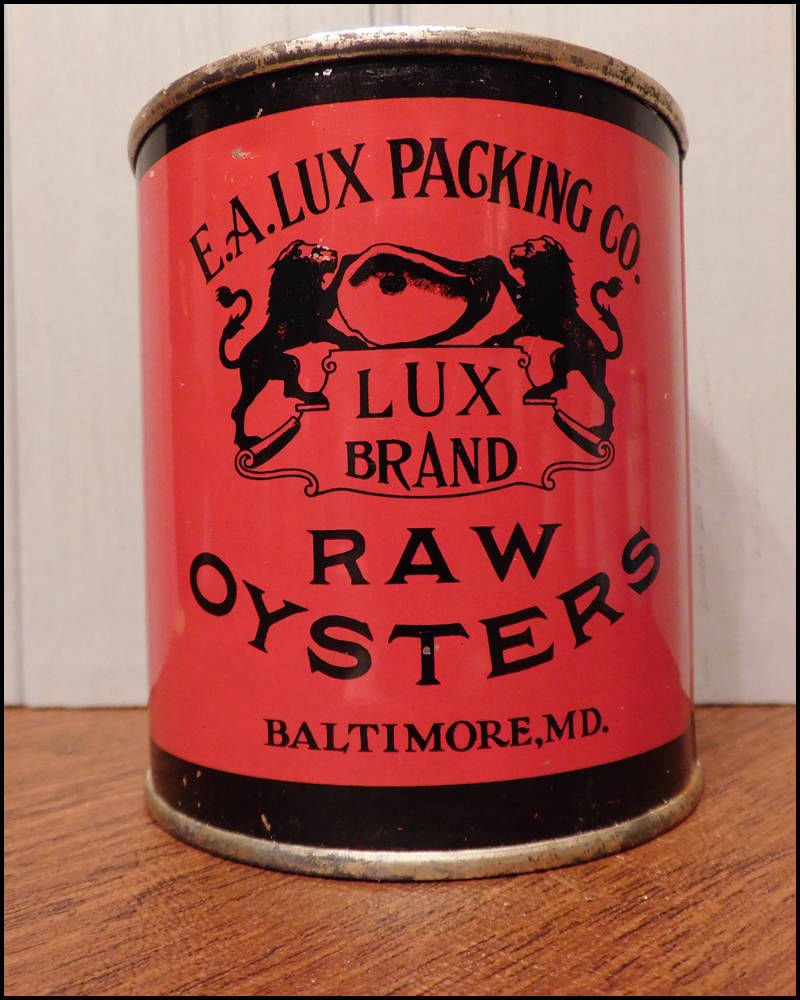 E.A. LUX PACKING CO.
LUX
BRAND
RAW
OYSTERS
BALTIMORE, MD.